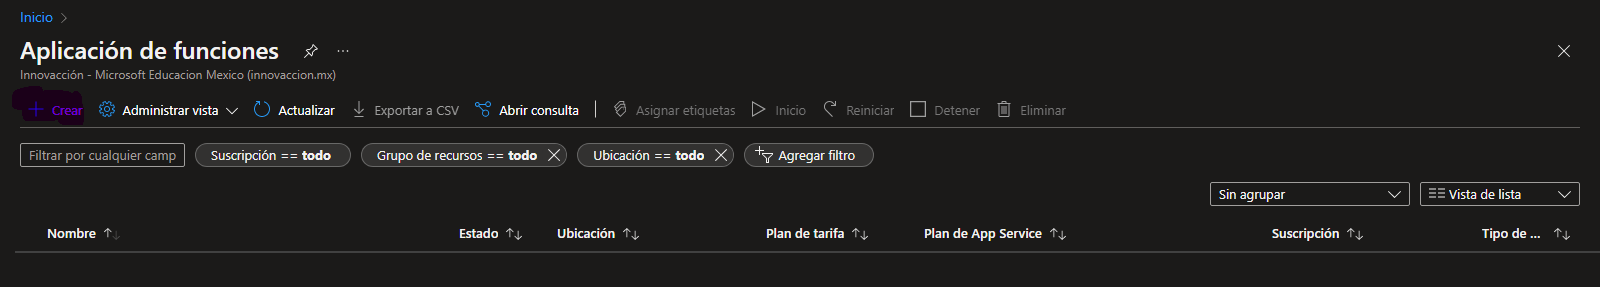 Inicio
Aplicación de funciones
Innovacción - Microsoft Educacion Mexico (innovaccion.mx)
Crear Administrar vista Actualizar Exportar a CSV Abrir consulta Asignar etiquetas Inicio Reiniciar Detener Eliminar
Filtrar por cualquier camp Suscripción == todo Grupo de recursos == todo Ubicación == todo Agregar filtro
Sin agrupar Vista de lista
Nombre Estado Ubicación Plan de tarifa Plan de App Service Suscripción Tipo de ...